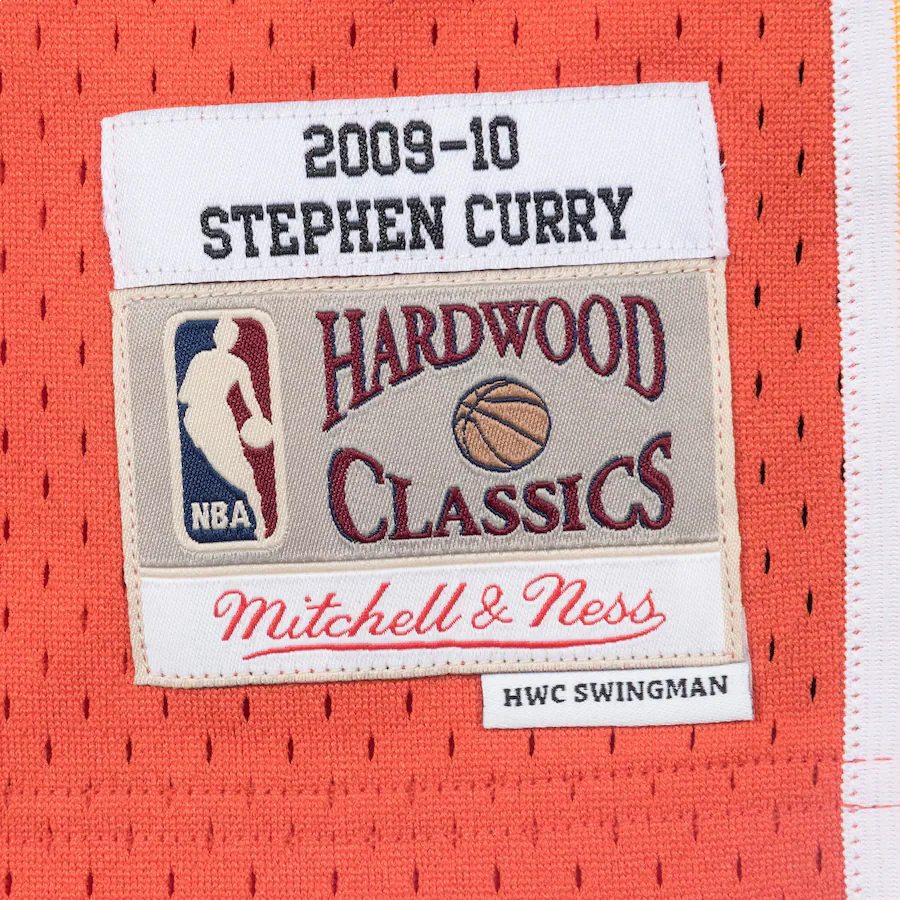 2009-10
STEPHEN CURRY
HARDWOOD
CLASSICS
NBA
Mitchell & Ness
HWC SWINGMAN